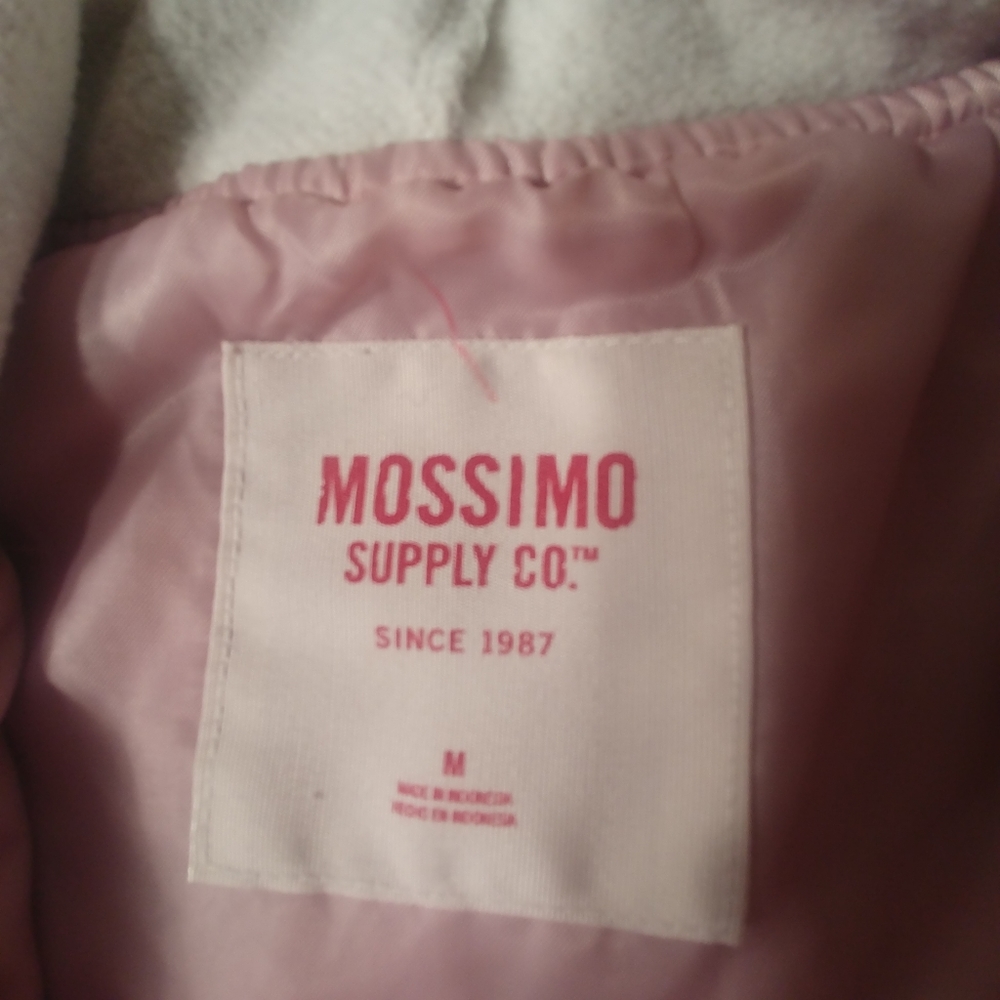 MOSSIMO
SUPPLY CO.™
SINCE 1987
M
MADE IN INDONESIA
HECHO EN INDONESIA